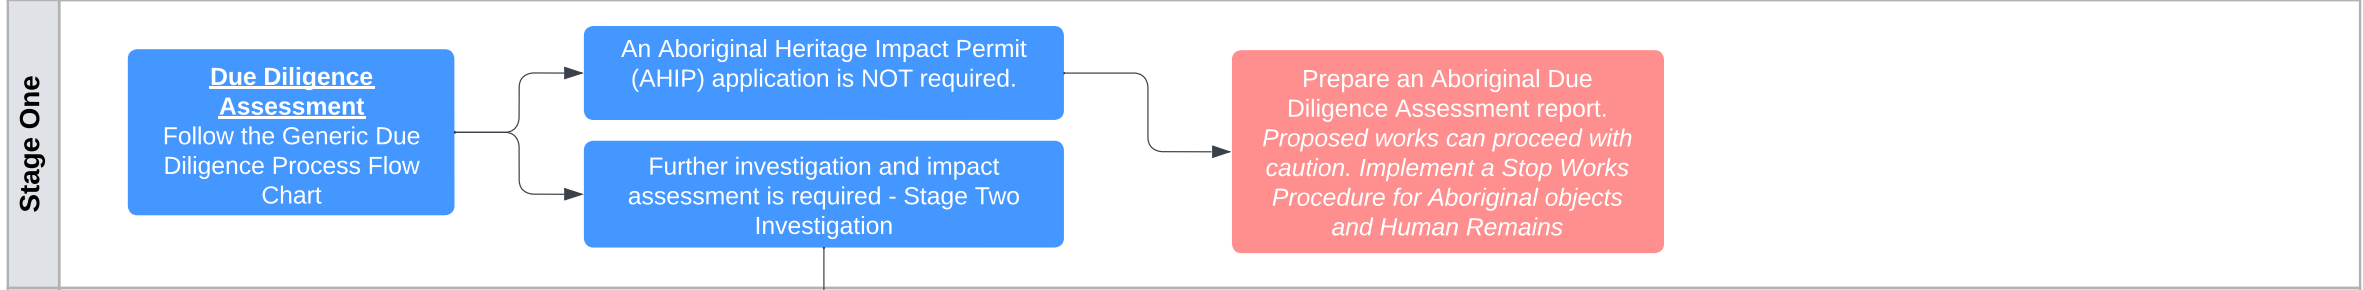 Stage One
Due Diligence
Assessment
Follow the Generic Due
Diligence Process Flow
Chart
An Aboriginal Heritage Impact Permit
(AHIP) application is NOT required.
Further investigation and impact
assessment is required - Stage Two
Investigation
Prepare an Aboriginal Due
Diligence Assessment report.
Proposed works can proceed with
caution. Implement a Stop Works
Procedure for Aboriginal objects
and Human Remains